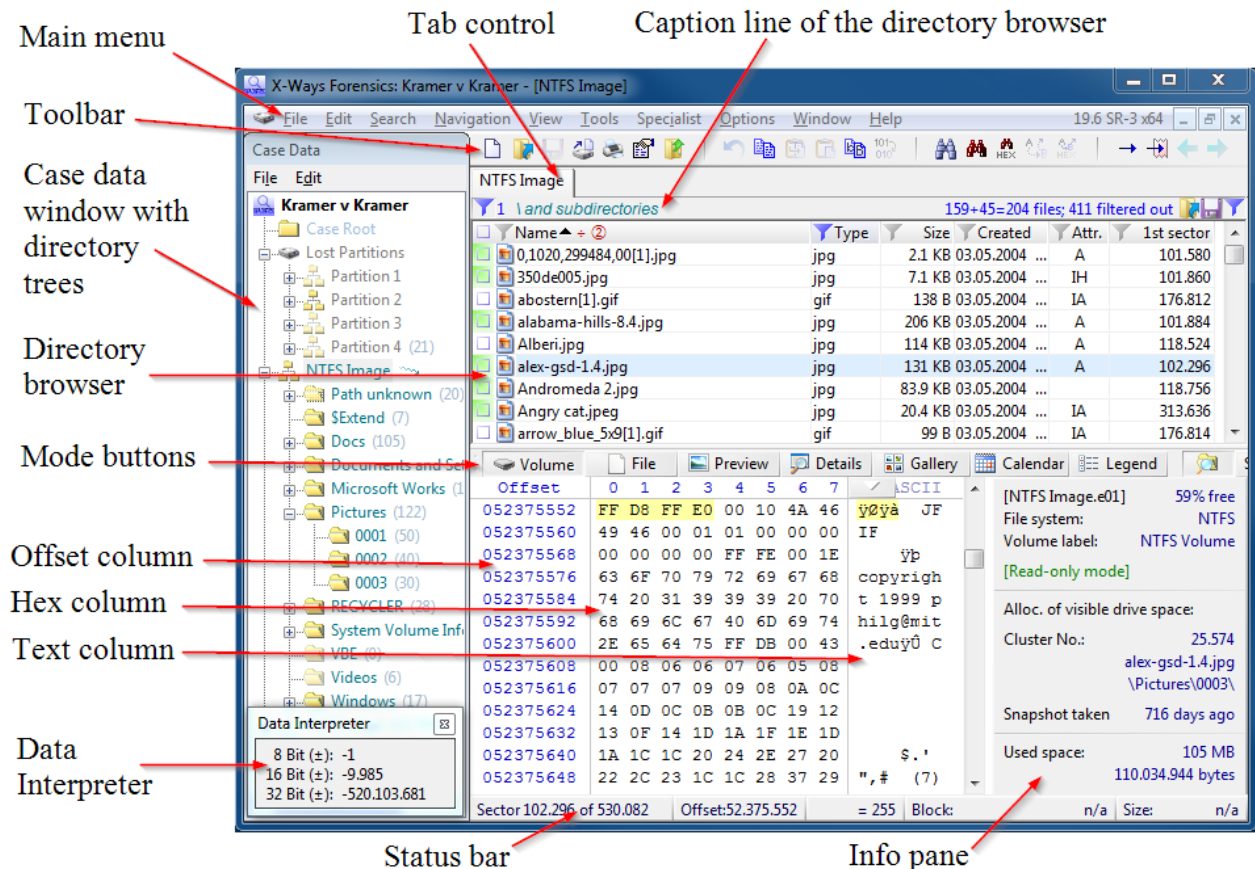 Main menu
Tab control
Caption line of the directory browser
Toolbar
Case data
window with
directory
trees
Directory
browser
Mode buttons
Offset column
Hex column
Text column
Data
Interpreter
Status bar
Info pane
X-Ways Forensics: Kramer v Kramer - [NTFS Image]
File Edit Search Navigation View Tools Specialist Options Window Help 19.6 SR-3 x64
Case Data
File Edit
Kramer v Kramer
Case Root
Lost Partitions
Partition 1
Partition 2
Partition 3
Partition 4 (21)
NTFS Image
Path unknown (20)
$Extend (7)
Docs (105)
Documents and Set
Microsoft Works (1
Pictures (122)
0001 (50)
0002 (40)
0003 (30)
RECYCLER (28)
System Volume Info
VBE (0)
Videos (6)
Windows (17)
Data Interpreter
8 Bit (±): -1
16 Bit (±): -9.985
32 Bit (±): -520.103.681
NTFS Image
1 \ and subdirectories 159+45=204 files; 411 filtered out
Name ÷ ② Type Size Created Attr. 1st sector
0,1020,299484,00[1].jpg jpg 2.1 KB 03.05.2004 ... A 101.580
350de005.jpg jpg 7.1 KB 03.05.2004 ... IH 101.860
abostern[1].gif gif 138 B 03.05.2004 ... IA 176.812
alabama-hills-8.4.jpg jpg 206 KB 03.05.2004 ... A 101.884
Alberi.jpg jpg 114 KB 03.05.2004 ... A 118.524
alex-gsd-1.4.jpg jpg 131 KB 03.05.2004 ... A 102.296
Andromeda 2.jpg jpg 83.9 KB 03.05.2004 ... 118.756
Angry cat.jpeg jpg 20.4 KB 03.05.2004 ... IA 313.636
arrow_blue_5x9[1].gif gif 99 B 03.05.2004 ... IA 176.814
Volume File Preview Details Gallery Calendar Legend
Offset 0 1 2 3 4 5 6 7 ASCII
052375552 FF D8 FF E0 00 10 4A 46 ÿØÿà JF
052375560 49 46 00 01 01 00 00 00 IF
052375568 00 00 00 00 FF FE 00 1E ÿþ
052375576 63 6F 70 79 72 69 67 68 copyrigh
052375584 74 20 31 39 39 39 20 70 t 1999 p
052375592 68 69 6C 67 40 6D 69 74 hilg@mit
052375600 2E 65 64 75 FF DB 00 43 .eduÿÛ C
052375608 00 08 06 06 07 06 05 08
052375616 07 07 07 09 09 08 0A 0C
052375624 14 0D 0C 0B 0B 0C 19 12
052375632 13 0F 14 1D 1A 1F 1E 1D
052375640 1A 1C 1C 20 24 2E 27 20 $.'
052375648 22 2C 23 1C 1C 28 37 29 ",# (7)
[NTFS Image.e01] 59% free
File system: NTFS
Volume label: NTFS Volume
[Read-only mode]
Alloc. of visible drive space:
Cluster No.: 25.574
alex-gsd-1.4.jpg
\Pictures\0003\
Snapshot taken 716 days ago
Used space: 105 MB
110.034.944 bytes
Sector 102.296 of 530.082 Offset:52.375.552 = 255 Block: n/a Size: n/a